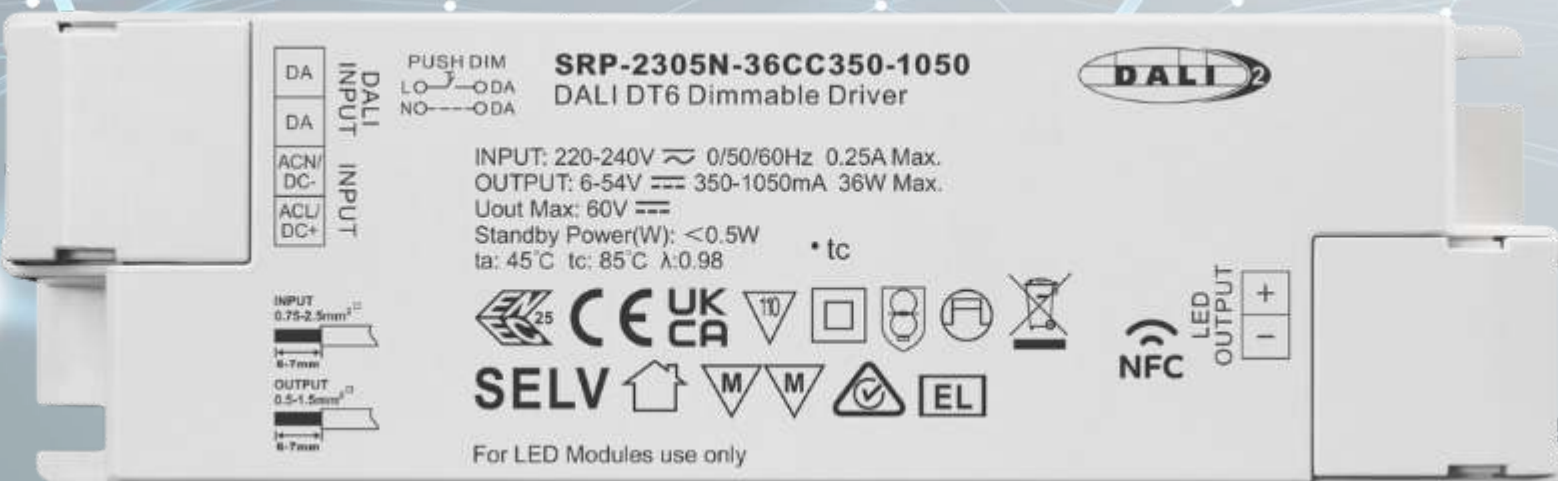 DA
DA
DALI
INPUT
ACN/
DC-
ACL/
DC+
INPUT
PUSH DIM
LO ODA
NO ODA
SRP-2305N-36CC350-1050
DALI DT6 Dimmable Driver
DALI 2
INPUT: 220-240V 0/50/60Hz 0.25A Max.
OUTPUT: 6-54V 350-1050mA 36W Max.
Uout Max: 60V
Standby Power(W): <0.5W
ta: 45°C tc: 85°C λ:0.98
• tc
INPUT
0.75-2.5mm²
6-7mm
OUTPUT
0.5-1.5mm²
6-7mm
ENEC 25 CE UK CA 110
SELV M M EL
For LED Modules use only
NFC
LED
OUTPUT
+
-